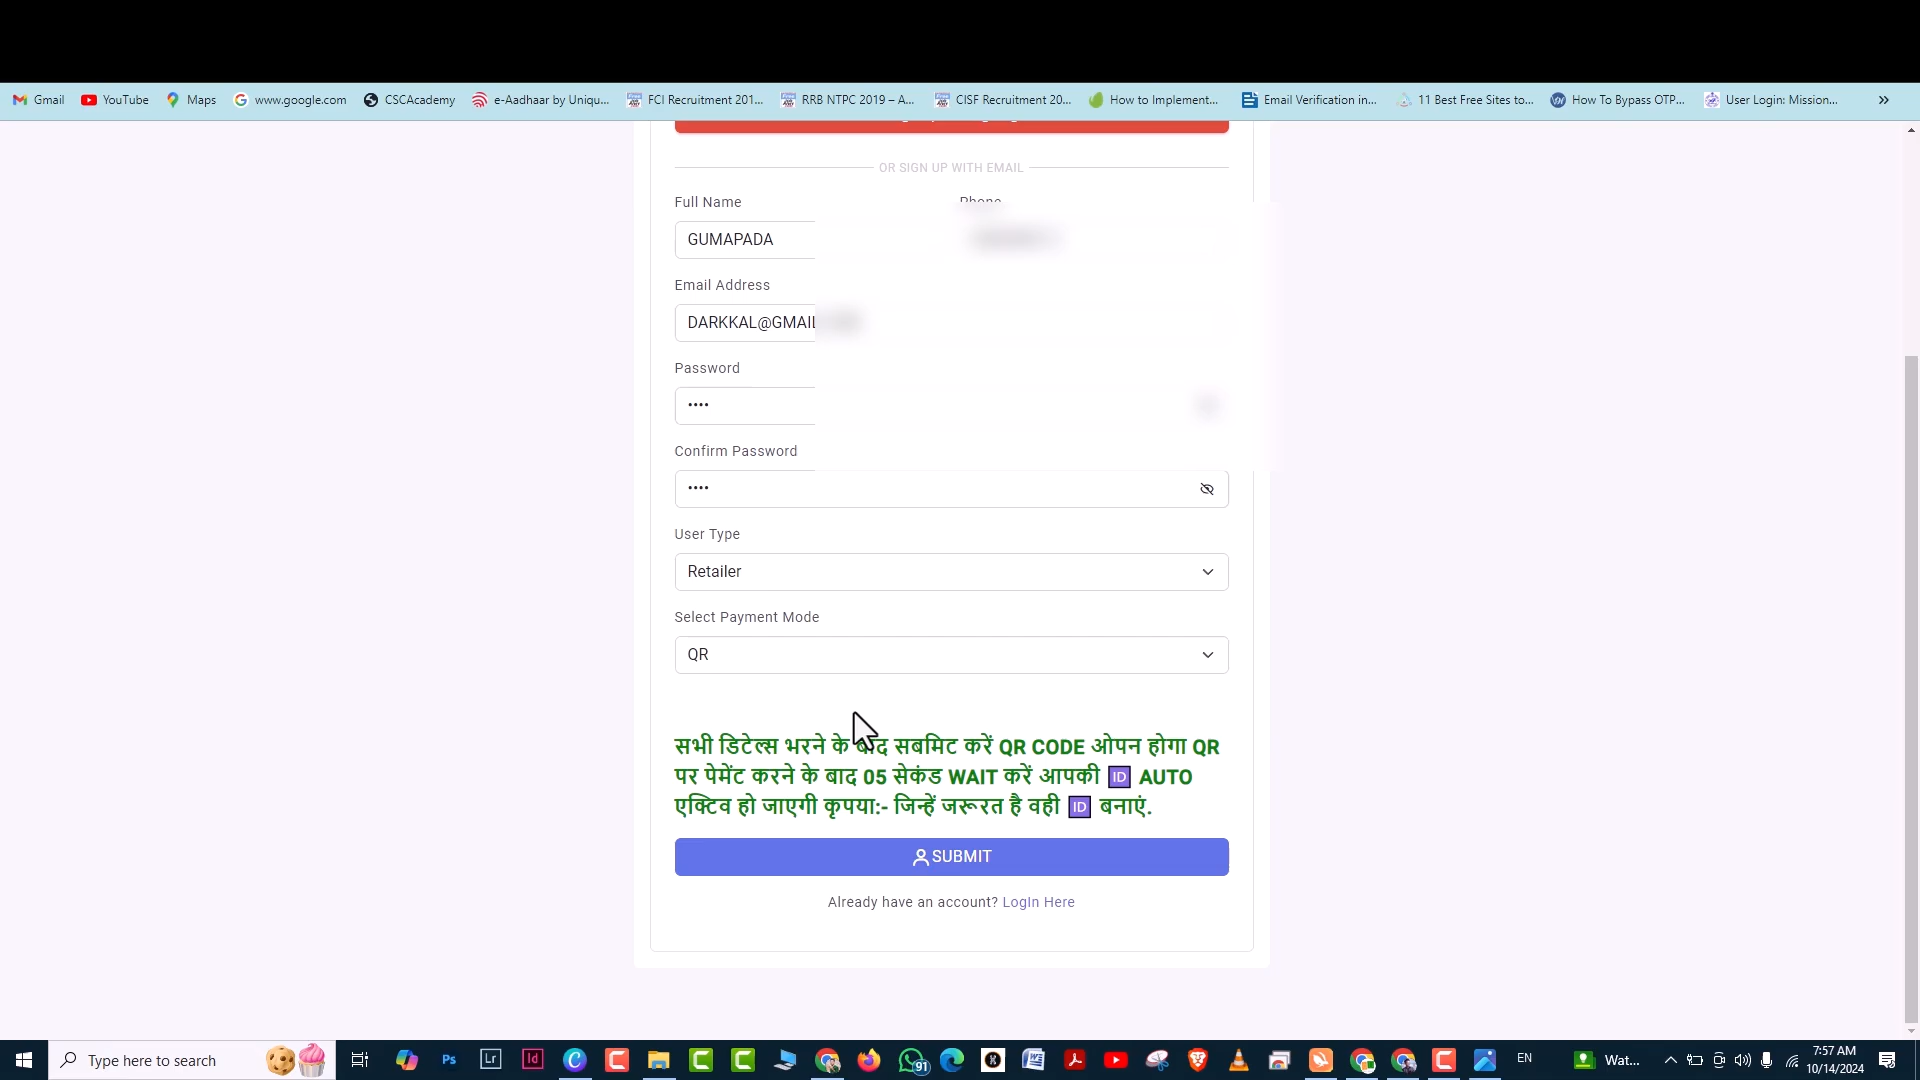 Gmail YouTube Maps www.google.com CSCAcademy e-Aadhaar by Uniqu... FCI Recruitment 201... RRB NTPC 2019 – A... CISF Recruitment 20... How to Implement... Email Verification in... 11 Best Free Sites to... How To Bypass OTP... User Login: Mission... »
OR SIGN UP WITH EMAIL
Full Name Phone
GUMAPADA
Email Address
DARKKAL@GMAIL
Password
••••
Confirm Password
••••
User Type
Retailer
Select Payment Mode
QR
सभी डिटेल्स भरने के बाद सबमिट करें QR CODE ओपन होगा QR
पर पेमेंट करने के बाद 05 सेकंड WAIT करें आपकी 🆔 AUTO
एक्टिव हो जाएगी कृपया:- जिन्हें जरूरत है वही 🆔 बनाएं.
SUBMIT
Already have an account? LogIn Here
Type here to search Ps Lr Id 91 EN Wat... 7:57 AM
10/14/2024